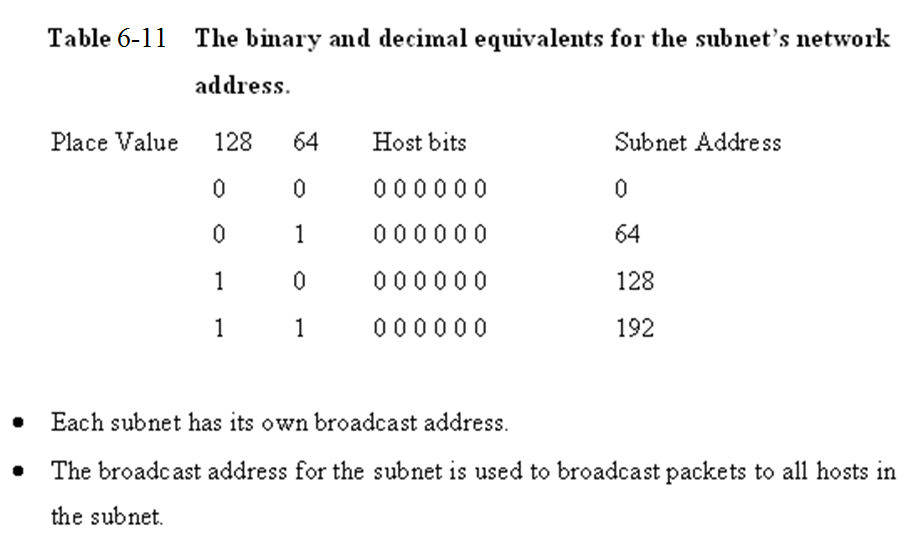 Table 6-11 The binary and decimal equivalents for the subnet's network
address.
Place Value 128 64 Host bits Subnet Address
0 0 0 0 0 0 0 0 0
0 1 0 0 0 0 0 0 64
1 0 0 0 0 0 0 0 128
1 1 0 0 0 0 0 0 192
• Each subnet has its own broadcast address.
• The broadcast address for the subnet is used to broadcast packets to all hosts in
the subnet.